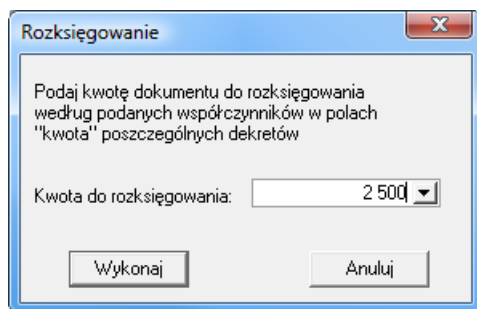 Rozksięgowanie
Podaj kwotę dokumentu do rozksięgowania
według podanych współczynników w polach
"kwota" poszczególnych dekretów
Kwota do rozksięgowania: 2 500
Wykonaj Anuluj